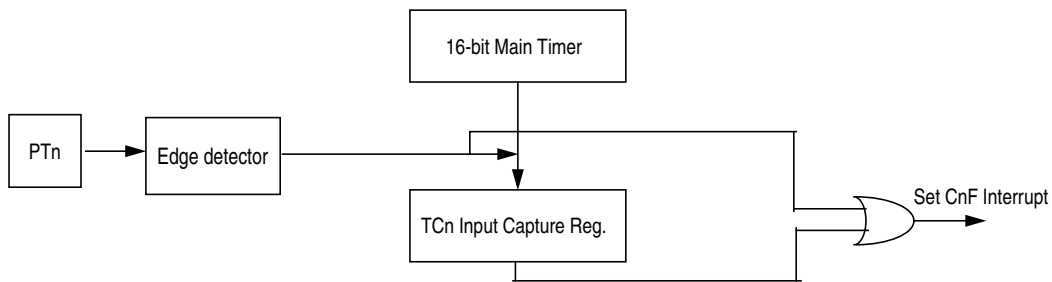 16-bit Main Timer
PTn
Edge detector
TCn Input Capture Reg.
Set CnF Interrupt